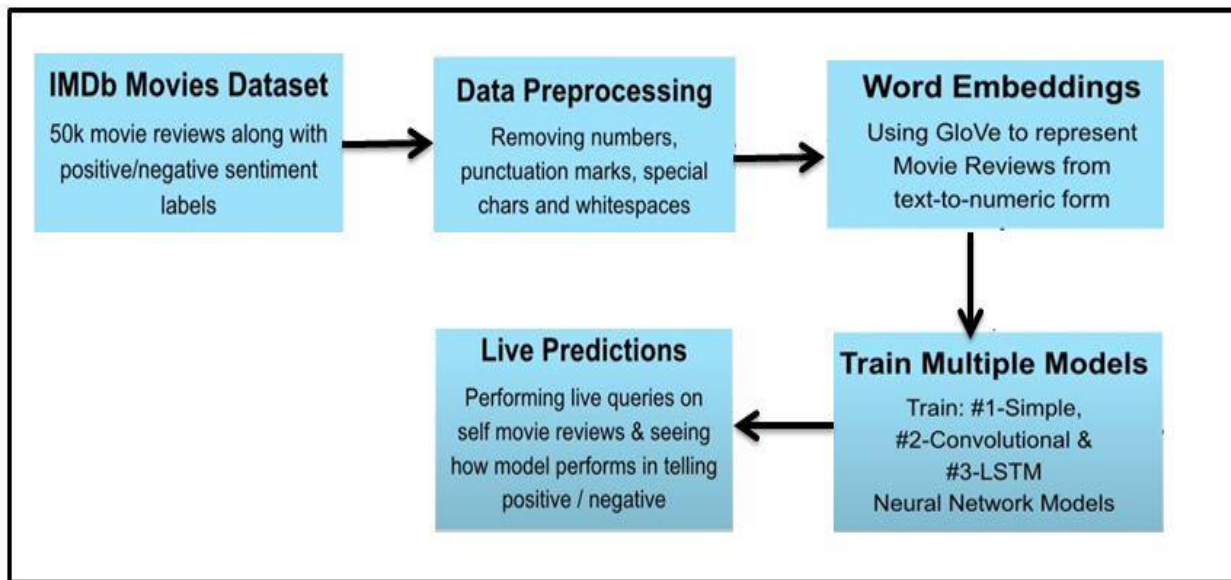 IMDb Movies Dataset
50k movie reviews along with
positive/negative sentiment
labels
Data Preprocessing
Removing numbers,
punctuation marks, special
chars and whitespaces
Word Embeddings
Using GloVe to represent
Movie Reviews from
text-to-numeric form
Train Multiple Models
Train: #1-Simple,
#2-Convolutional &
#3-LSTM
Neural Network Models
Live Predictions
Performing live queries on
self movie reviews & seeing
how model performs in telling
positive / negative